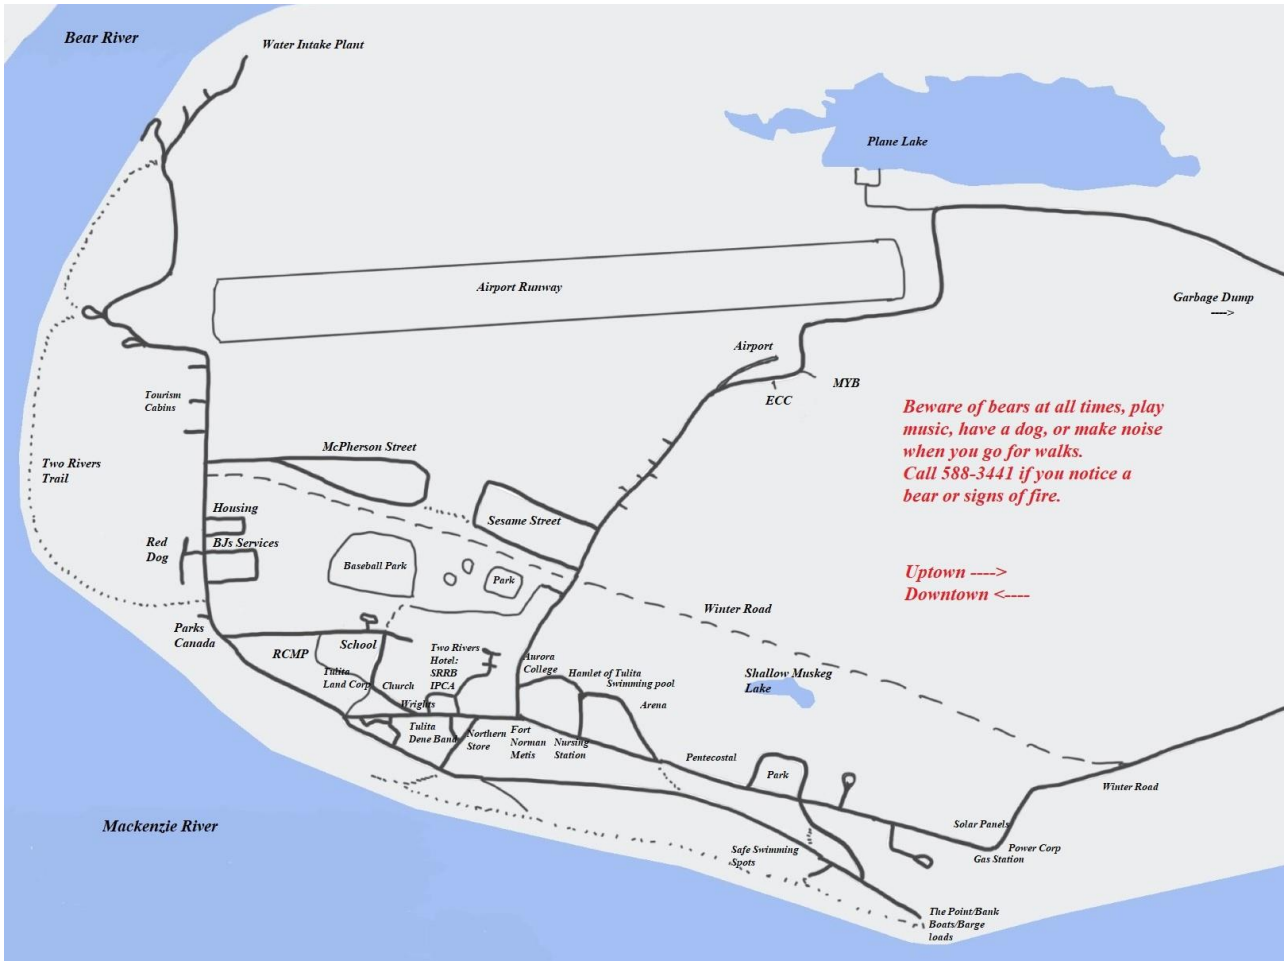 Bear River
Water Intake Plant
Plane Lake
Airport Runway
Garbage Dump
---->
Airport
MYB
ECC
Tourism
Cabins
Beware of bears at all times, play
music, have a dog, or make noise
when you go for walks.
Call 588-3441 if you notice a
bear or signs of fire.
McPherson Street
Two Rivers
Trail
Housing
Sesame Street
Red
Dog
BJs Services
Baseball Park
Park
Uptown ---->
Downtown <----
Winter Road
Parks
Canada
RCMP
School
Two Rivers
Hotel:
SRRB
IPCA
Aurora
College
Hamlet of Tulita
Swimming pool
Arena
Shallow Muskeg
Lake
Tulita
Land Corp
Church
Wrights
Tulita
Dene Band
Northern
Store
Fort
Norman
Metis
Nursing
Station
Pentecostal
Park
Winter Road
Mackenzie River
Solar Panels
Power Corp
Gas Station
Safe Swimming
Spots
The Point/Bank
Boats/Barge
loads